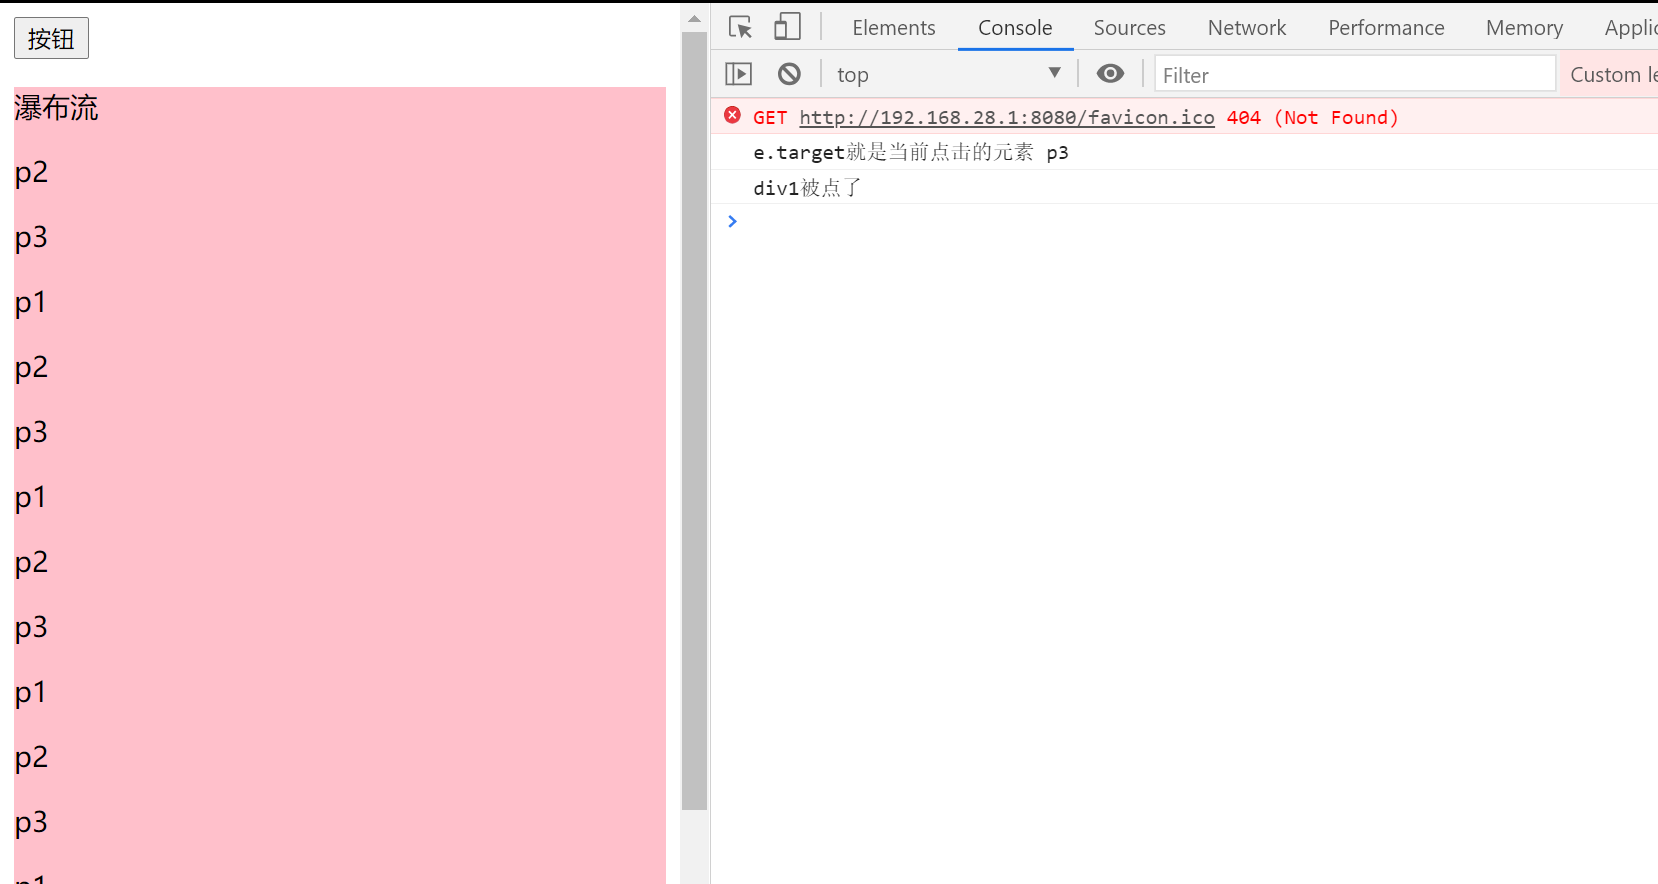 按钮
瀑布流
p2
p3
p1
p2
p3
p1
p2
p3
p1
p2
p3
p1
Elements Console Sources Network Performance Memory Applic
top Filter Custom le
GET http://192.168.28.1:8080/favicon.ico 404 (Not Found)
e.target就是当前点击的元素 p3
div1被点了